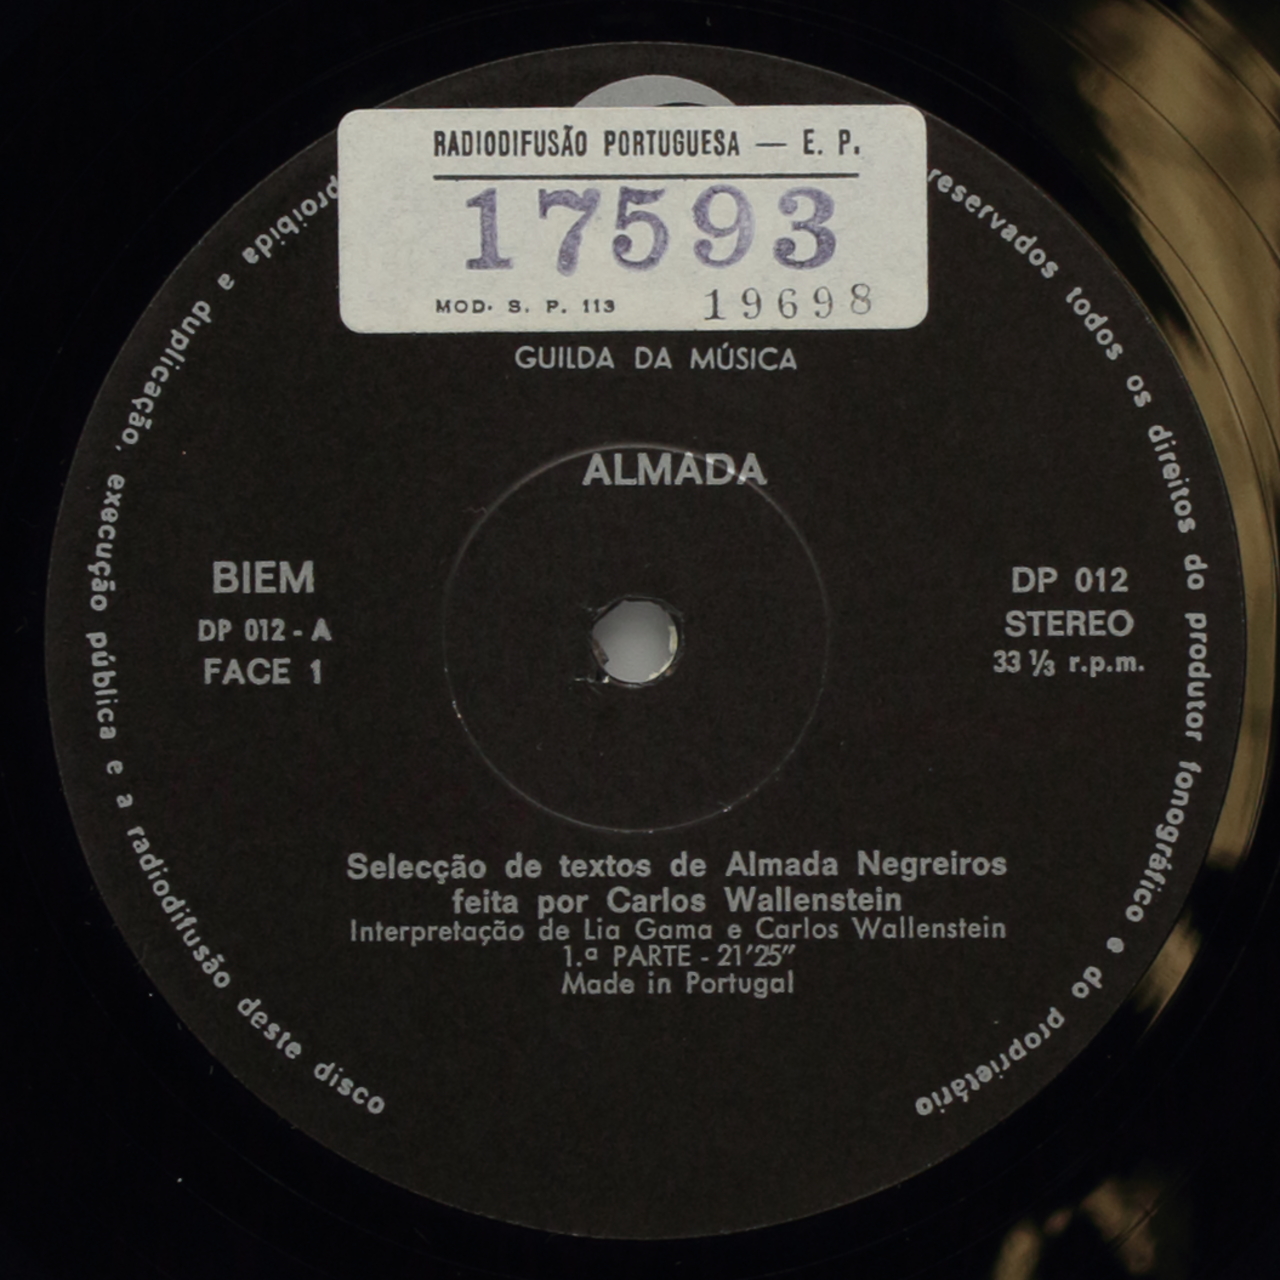 RADIODIFUSÃO PORTUGUESA — E. P.
17593
MOD. S. P. 113 19698
GUILDA DA MÚSICA
ALMADA
BIEM
DP 012 - A
FACE 1
DP 012
STEREO
33 1/3 r.p.m.
Selecção de textos de Almada Negreiros
feita por Carlos Wallenstein
Interpretação de Lia Gama e Carlos Wallenstein
1.ª PARTE - 21'25"
Made in Portugal
reservados todos os direitos do produtor fonográfico e do proprietário
proibida a duplicação, execução pública e a radiodifusão deste disco